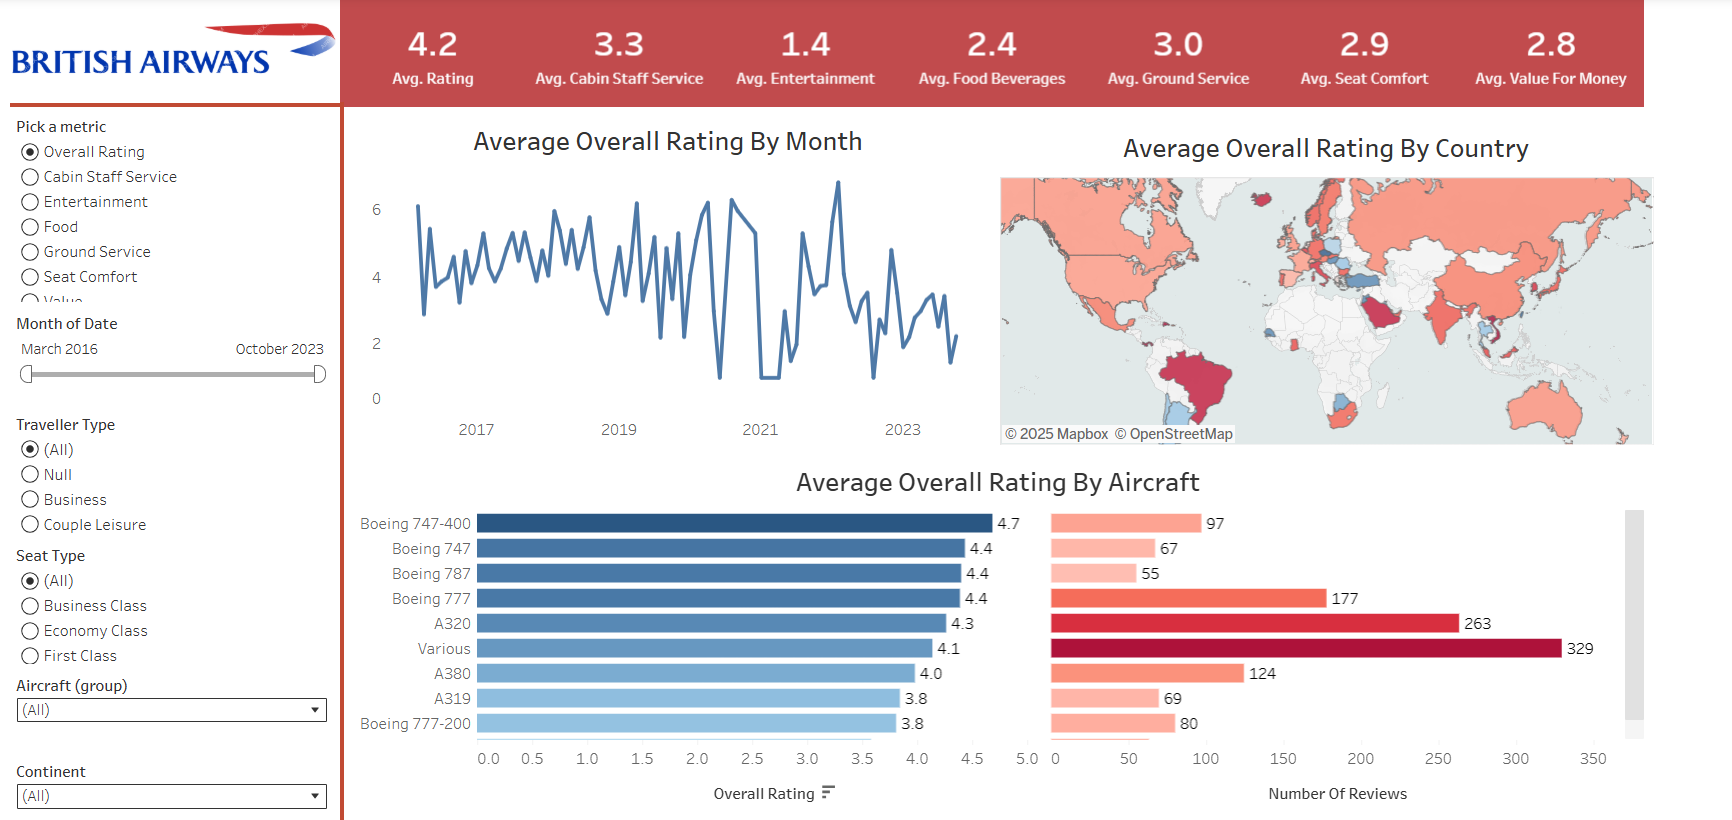 BRITISH AIRWAYS
4.2
Avg. Rating
3.3
Avg. Cabin Staff Service
1.4
Avg. Entertainment
2.4
Avg. Food Beverages
3.0
Avg. Ground Service
2.9
Avg. Seat Comfort
2.8
Avg. Value For Money
Pick a metric
Overall Rating
Cabin Staff Service
Entertainment
Food
Ground Service
Seat Comfort
Value
Month of Date
March 2016 October 2023
Traveller Type
(All)
Null
Business
Couple Leisure
Seat Type
(All)
Business Class
Economy Class
First Class
Aircraft (group)
(All)
Continent
(All)
Average Overall Rating By Month
6
4
2
0
2017 2019 2021 2023
Average Overall Rating By Country
© 2025 Mapbox © OpenStreetMap
Average Overall Rating By Aircraft
Boeing 747-400 4.7 97
Boeing 747 4.4 67
Boeing 787 4.4 55
Boeing 777 4.4 177
A320 4.3 263
Various 4.1 329
A380 4.0 124
A319 3.8 69
Boeing 777-200 3.8 80
0.0 0.5 1.0 1.5 2.0 2.5 3.0 3.5 4.0 4.5 5.0 0 50 100 150 200 250 300 350
Overall Rating Number Of Reviews